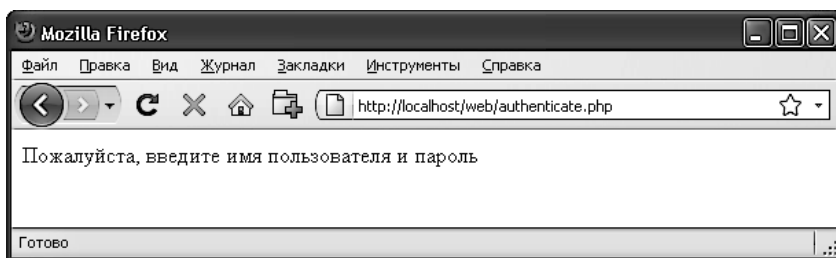 Mozilla Firefox
Файл Правка Вид Журнал Закладки Инструменты Справка
http://localhost/web/authenticate.php
Пожалуйста, введите имя пользователя и пароль
Готово